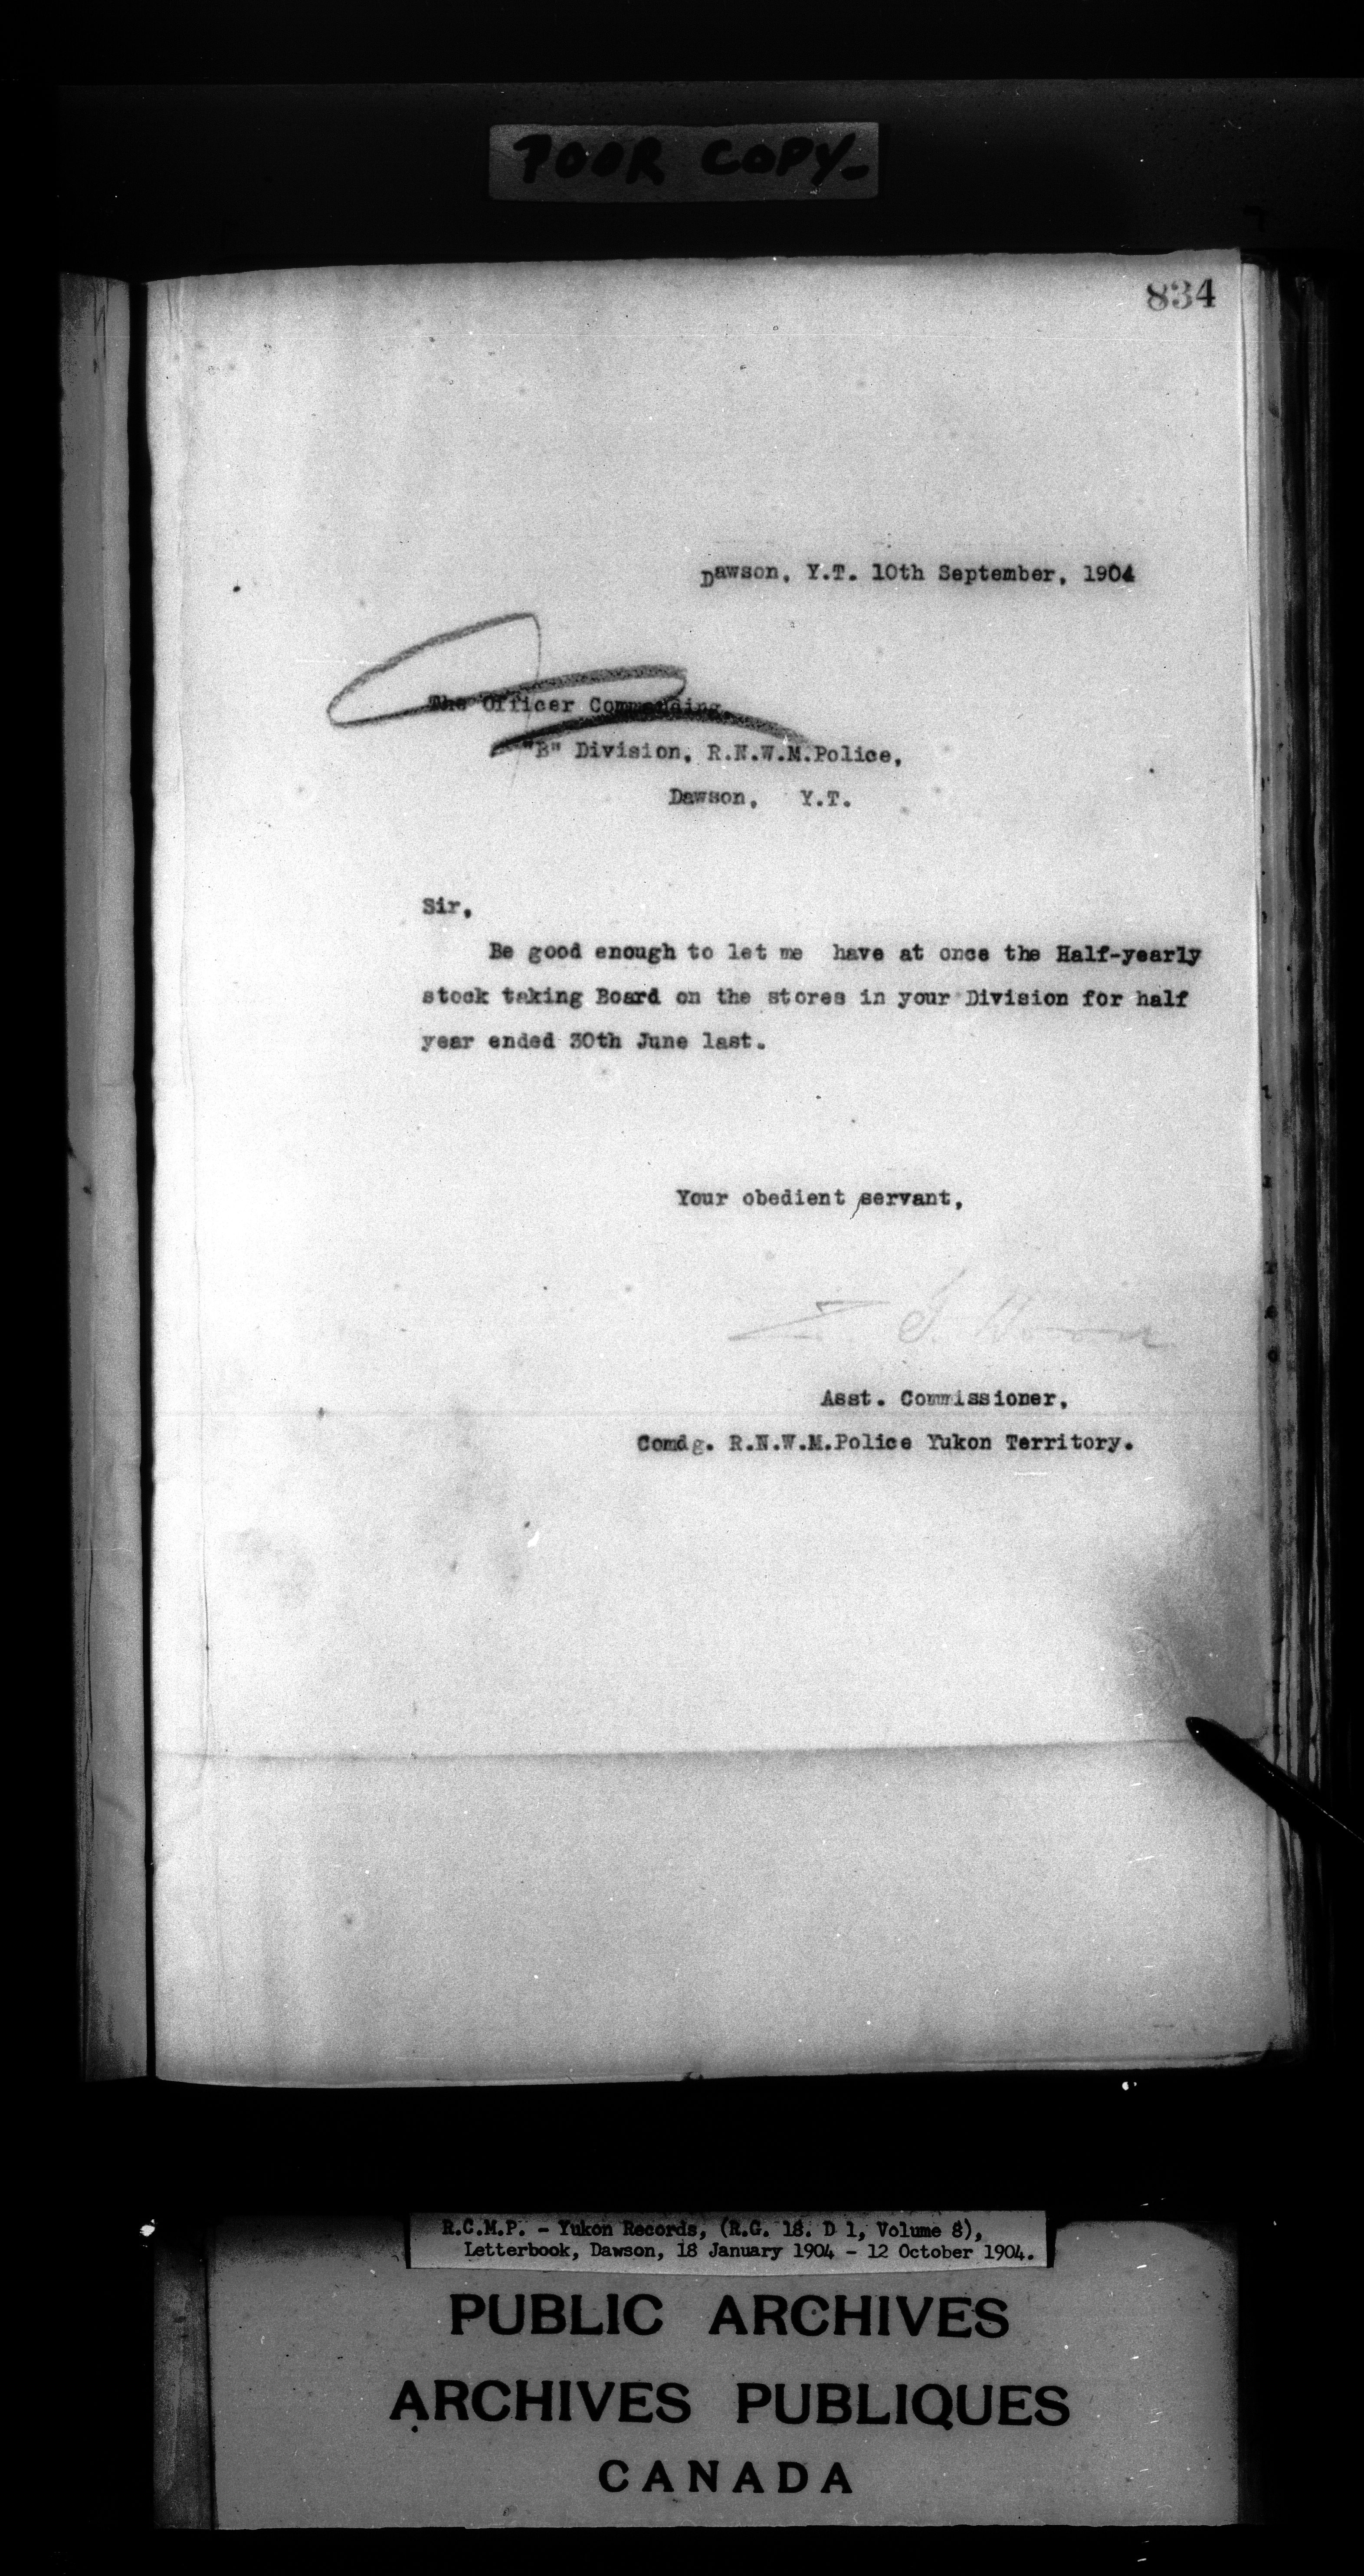 POOR COPY-
834
Dawson, Y.T. 10th September, 1904
The Officer Commanding,
"B" Division, R.N.W.M.Police,
Dawson, Y.T.
Sir,
Be good enough to let me have at once the Half-yearly
stock taking Board on the stores in your Division for half
year ended 30th June last.
Your obedient servant,
Z. T. Wood
Asst. Commissioner,
Comdg. R.N.W.M.Police Yukon Territory.
R.C.M.P. - Yukon Records, (R.G. 18. D 1, Volume 8),
Letterbook, Dawson, 18 January 1904 - 12 October 1904.
PUBLIC ARCHIVES
ARCHIVES PUBLIQUES
CANADA